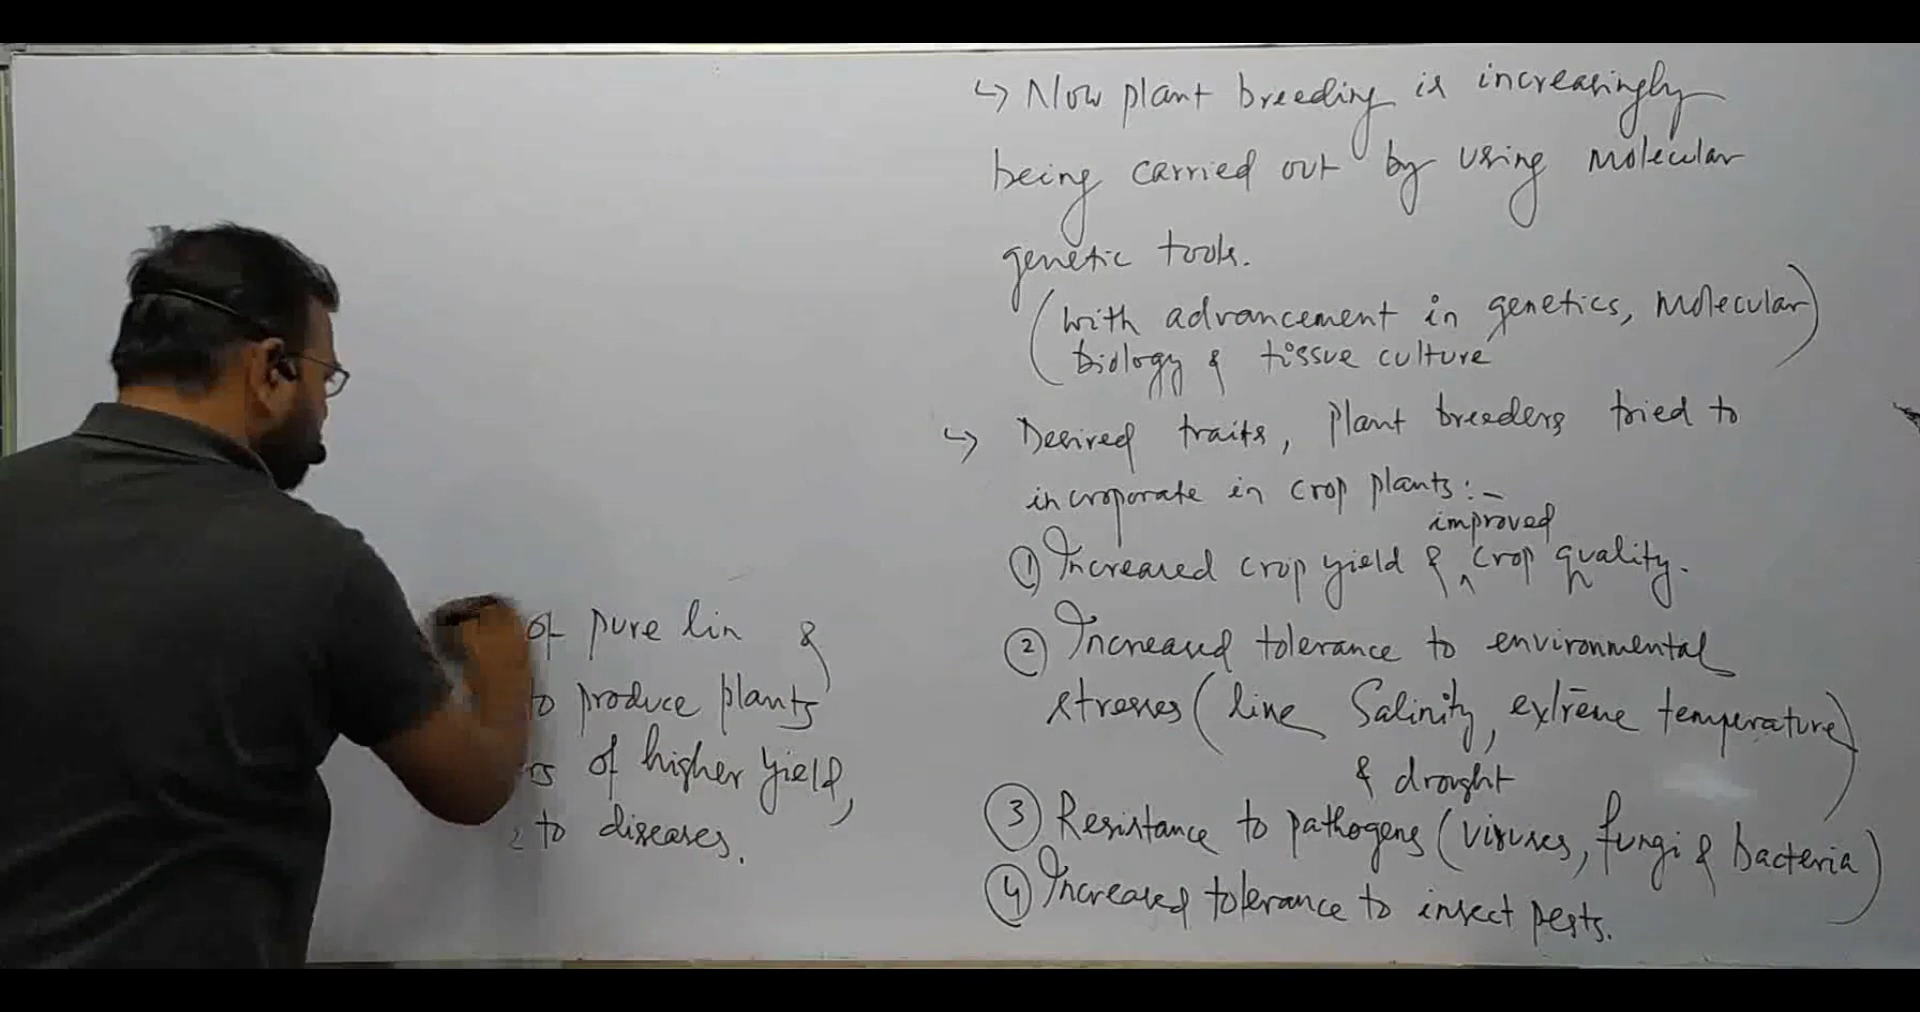 of pure lin &
to produce plants
rs of higher yield,
to diseases.
↳ Now plant breeding is increasingly
being carried out by using molecular
genetic tools.
(With advancement in genetics, molecular
biology & tissue culture)
↳ Desired traits, plant breeders tried to
incroporate in crop plants :-
improved
① Increased crop yield & ^ crop quality.
② Increased tolerance to environmental
stresses (like Salinity, extreme temperature)
& drought
③ Resistance to pathogens (viruses, fungi & bacteria)
④ Increased tolerance to insect pests.